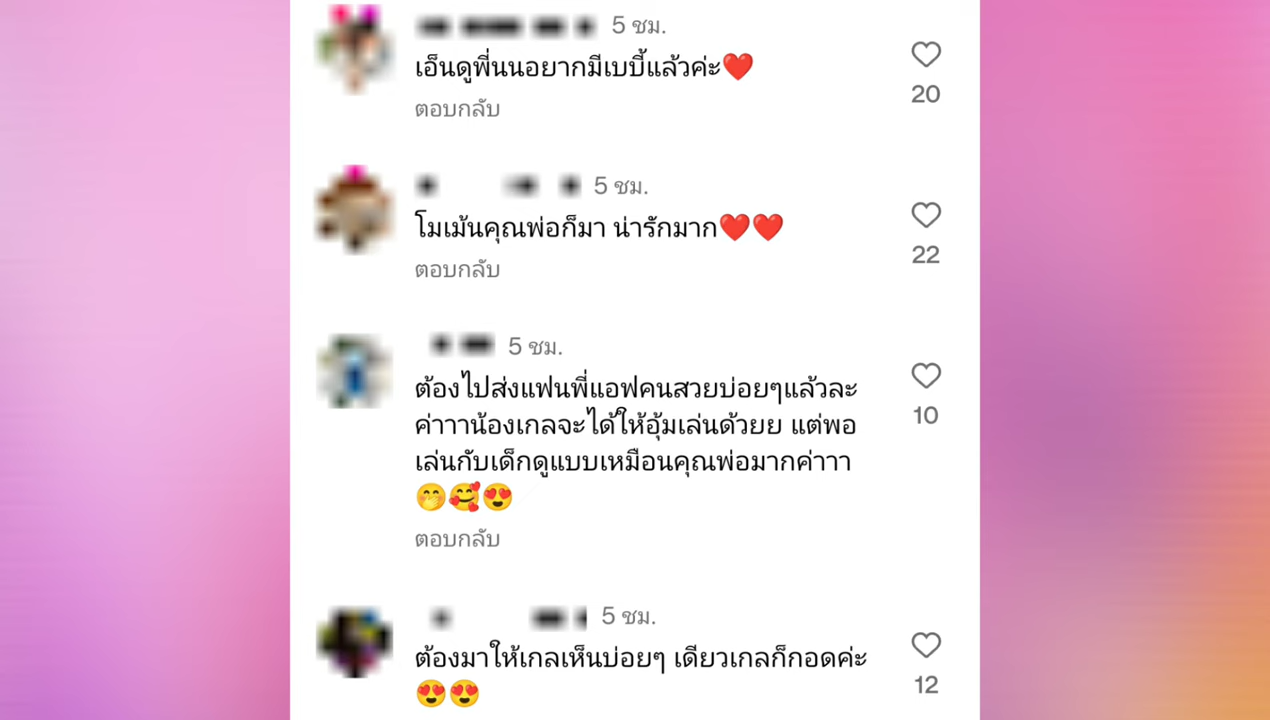 5 ชม.
เอ็นดูพี่นนอยากมีเบบี้แล้วค่ะ❤️
20
ตอบกลับ
5 ชม.
โมเม้นคุณพ่อก็มา น่ารักมาก❤️❤️
22
ตอบกลับ
5 ชม.
ต้องไปส่งแฟนพี่แอฟคนสวยบ่อยๆแล้วละ
ค่าาาน้องเกลจะได้ให้อุ้มเล่นด้วยย แต่พอ
10
เล่นกับเด็กดูแบบเหมือนคุณพ่อมากค่าาา
🤭🥰😍
ตอบกลับ
5 ชม.
ต้องมาให้เกลเห็นบ่อยๆ เดียวเกลก็กอดค่ะ
12
😍😍